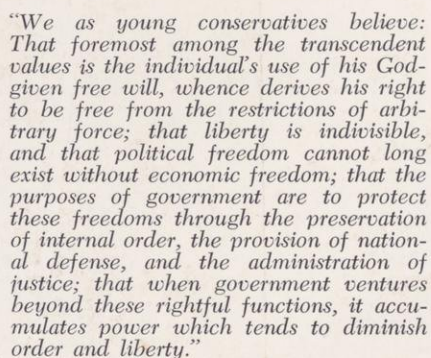 “We as young conservatives believe:
That foremost among the transcendent
values is the individual’s use of his God-
given free will, whence derives his right
to be free from the restrictions of arbi-
trary force; that liberty is indivisible,
and that political freedom cannot long
exist without economic freedom; that the
purposes of government are to protect
these freedoms through the preservation
of internal order, the provision of nation-
al defense, and the administration of
justice; that when government ventures
beyond these rightful functions, it accu-
mulates power which tends to diminish
order and liberty.”